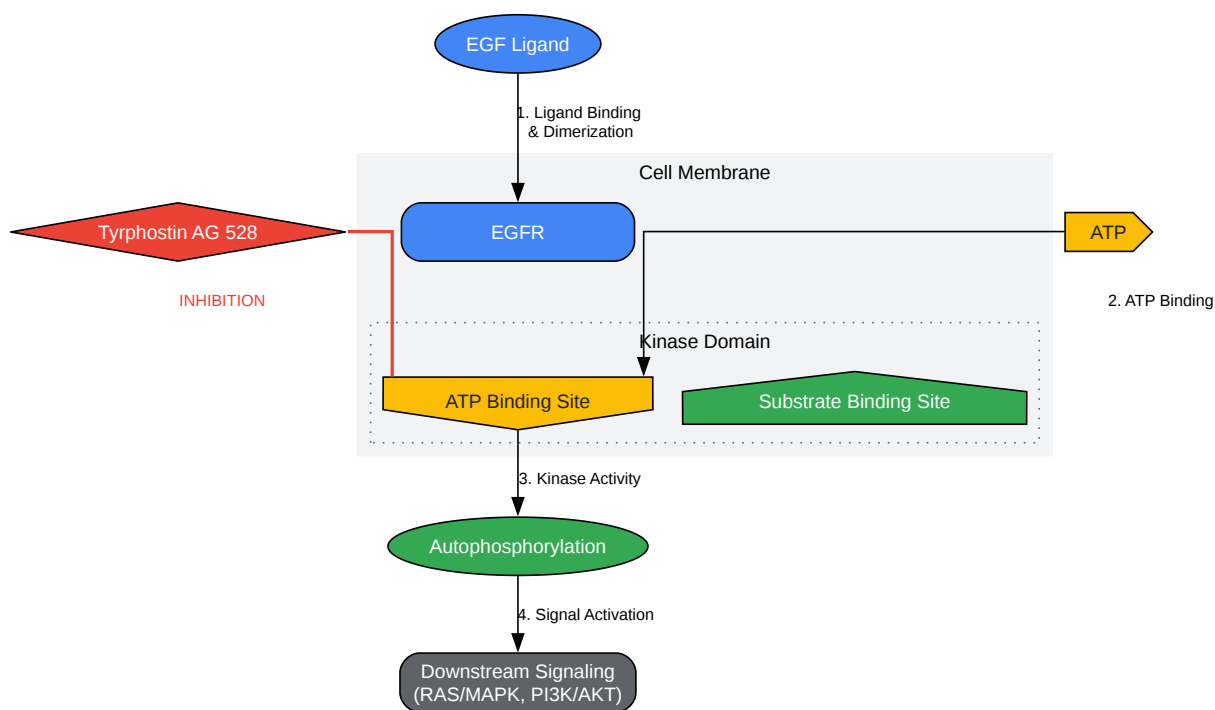 EGF Ligand
1. Ligand Binding
& Dimerization
Cell Membrane
Tyrphostin AG 528
EGFR
ATP
INHIBITION
2. ATP Binding
Kinase Domain
ATP Binding Site
Substrate Binding Site
3. Kinase Activity
Autophosphorylation
4. Signal Activation
Downstream Signaling
(RAS/MAPK, PI3K/AKT)